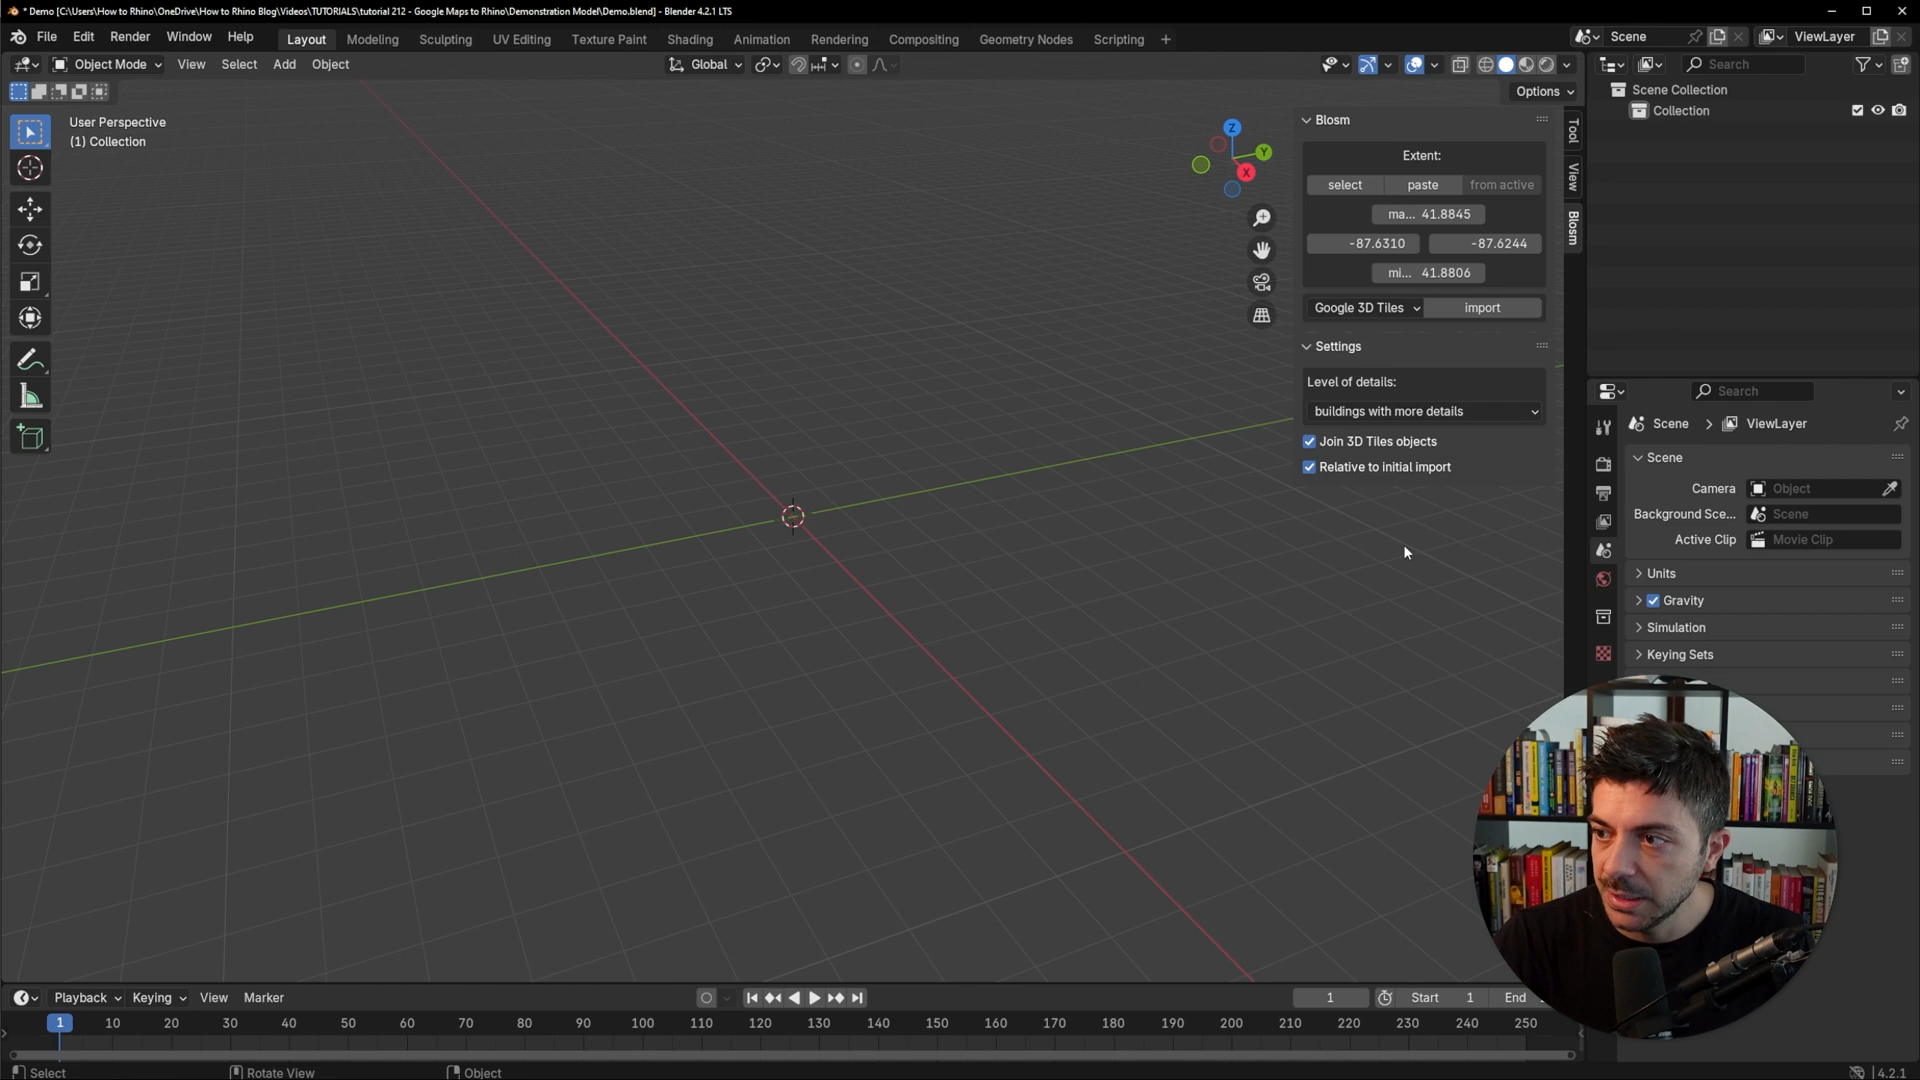 * Demo [C:\Users\How to Rhino\OneDrive\How to Rhino Blog\Videos\TUTORIALS\tutorial 212 - Google Maps to Rhino\Demonstration Model\Demo.blend] - Blender 4.2.1 LTS
File Edit Render Window Help Layout Modeling Sculpting UV Editing Texture Paint Shading Animation Rendering Compositing Geometry Nodes Scripting + Scene ViewLayer
Object Mode View Select Add Object Global Search
Options
User Perspective
(1) Collection
Z
Y
X
Blosm
Extent:
select paste from active
ma... 41.8845
-87.6310 -87.6244
mi... 41.8806
Google 3D Tiles import
Settings
Level of details:
buildings with more details
Join 3D Tiles objects
Relative to initial import
Tool
View
Blosm
Scene Collection
Collection
Search
Scene > ViewLayer
Scene
Camera Object
Background Sce... Scene
Active Clip Movie Clip
Units
Gravity
Simulation
Keying Sets
Playback Keying View Marker 1 Start 1 End
1 10 20 30 40 50 60 70 80 90 100 110 120 130 140 150 160 170 180 190 200 210 220 230 240 250
Select Rotate View Object 4.2.1